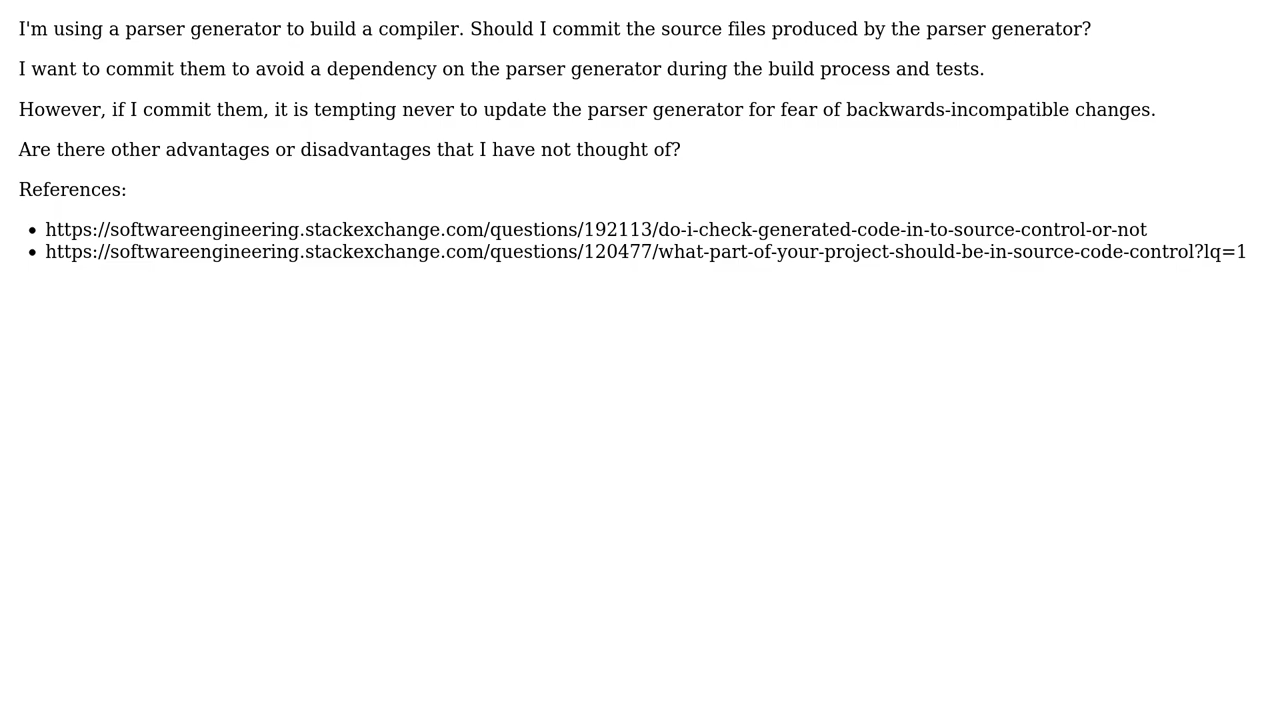 I'm using a parser generator to build a compiler. Should I commit the source files produced by the parser generator?
I want to commit them to avoid a dependency on the parser generator during the build process and tests.
However, if I commit them, it is tempting never to update the parser generator for fear of backwards-incompatible changes.
Are there other advantages or disadvantages that I have not thought of?
References:
• https://softwareengineering.stackexchange.com/questions/192113/do-i-check-generated-code-in-to-source-control-or-not
• https://softwareengineering.stackexchange.com/questions/120477/what-part-of-your-project-should-be-in-source-code-control?lq=1